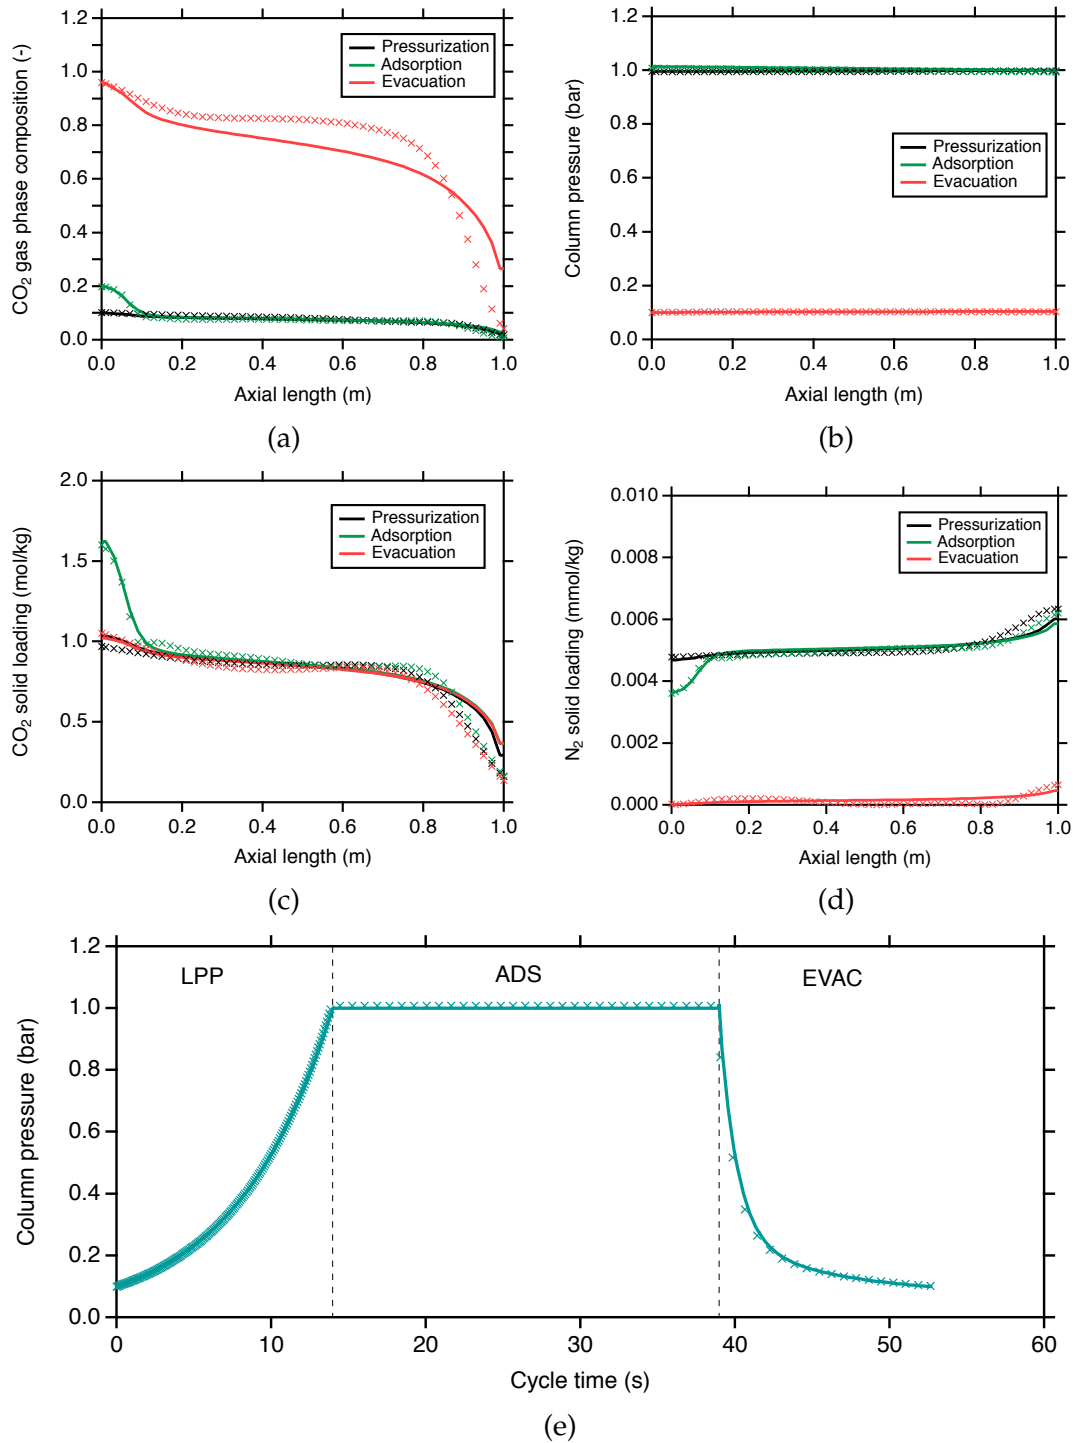 1.2
1.0
0.8
0.6
0.4
0.2
0.0
CO2 gas phase composition (-)
Pressurization
Adsorption
Evacuation
0.0 0.2 0.4 0.6 0.8 1.0
Axial length (m)
(a)
1.2
1.0
0.8
0.6
0.4
0.2
0.0
Column pressure (bar)
Pressurization
Adsorption
Evacuation
0.0 0.2 0.4 0.6 0.8 1.0
Axial length (m)
(b)
2.0
1.5
1.0
0.5
0.0
CO2 solid loading (mol/kg)
Pressurization
Adsorption
Evacuation
0.0 0.2 0.4 0.6 0.8 1.0
Axial length (m)
(c)
0.010
0.008
0.006
0.004
0.002
0.000
N2 solid loading (mmol/kg)
Pressurization
Adsorption
Evacuation
0.0 0.2 0.4 0.6 0.8 1.0
Axial length (m)
(d)
1.2
1.0
0.8
0.6
0.4
0.2
0.0
Column pressure (bar)
LPP ADS EVAC
0 10 20 30 40 50 60
Cycle time (s)
(e)